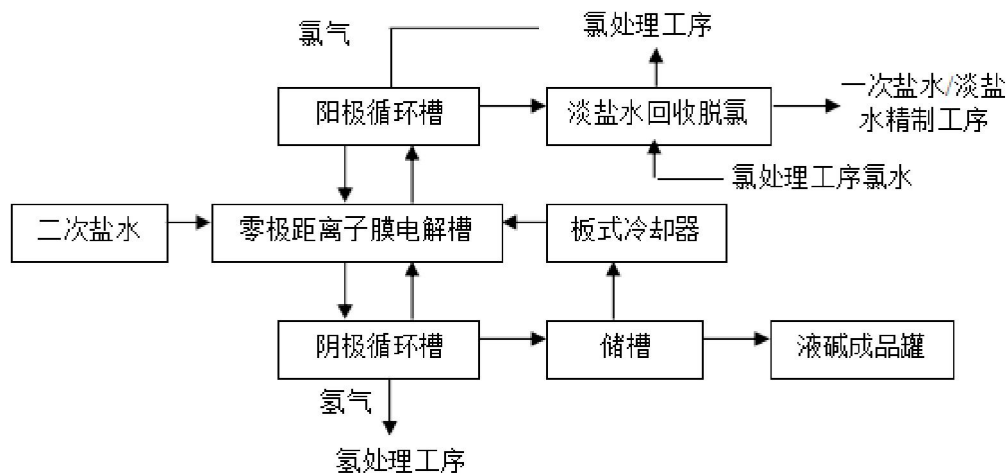 氯气
氯处理工序
阳极循环槽
淡盐水回收脱氯
一次盐水/淡盐
水精制工序
氯处理工序氯水
二次盐水
零极距离子膜电解槽
板式冷却器
阴极循环槽
储槽
液碱成品罐
氢气
氢处理工序